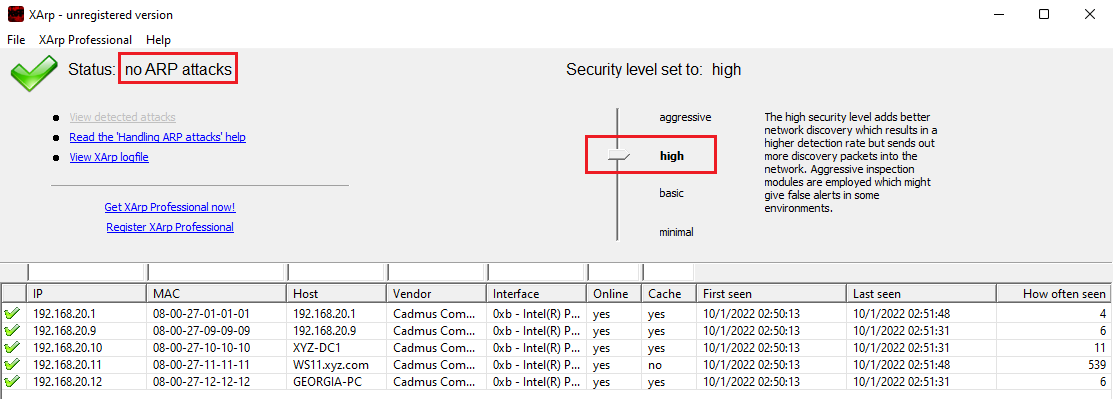 XArp - unregistered version
File XArp Professional Help
Status: no ARP attacks
Security level set to: high
View detected attacks
Read the 'Handling ARP attacks' help
View XArp logfile
Get XArp Professional now!
Register XArp Professional
aggressive
high
basic
minimal
The high security level adds better
network discovery which results in a
higher detection rate but sends out
more discovery packets into the
network. Aggressive inspection
modules are employed which might
give false alerts in some
environments.
IP MAC Host Vendor Interface Online Cache First seen Last seen How often seen
192.168.20.1 08-00-27-01-01-01 192.168.20.1 Cadmus Com... 0xb - Intel(R) P... yes yes 10/1/2022 02:50:13 10/1/2022 02:51:48 4
192.168.20.9 08-00-27-09-09-09 192.168.20.9 Cadmus Com... 0xb - Intel(R) P... yes yes 10/1/2022 02:50:13 10/1/2022 02:51:31 6
192.168.20.10 08-00-27-10-10-10 XYZ-DC1 Cadmus Com... 0xb - Intel(R) P... yes yes 10/1/2022 02:50:13 10/1/2022 02:51:31 11
192.168.20.11 08-00-27-11-11-11 WS11.xyz.com Cadmus Com... 0xb - Intel(R) P... yes no 10/1/2022 02:50:13 10/1/2022 02:51:48 539
192.168.20.12 08-00-27-12-12-12 GEORGIA-PC Cadmus Com... 0xb - Intel(R) P... yes yes 10/1/2022 02:50:13 10/1/2022 02:51:31 6